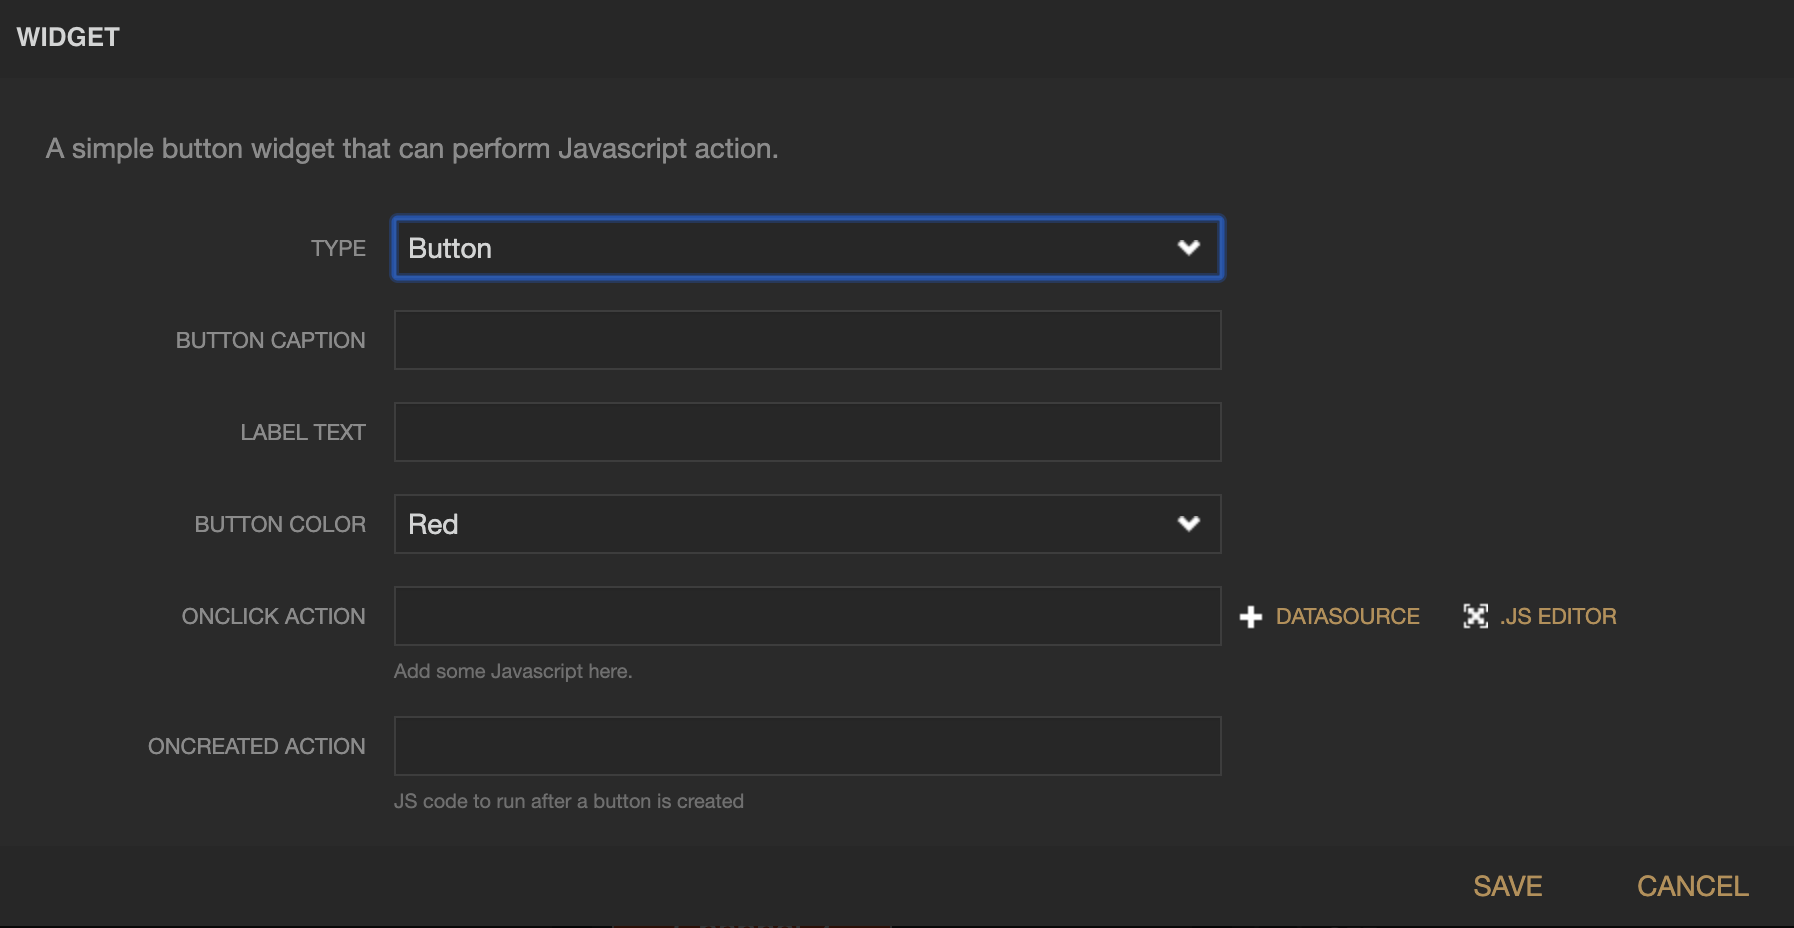 WIDGET
A simple button widget that can perform Javascript action.
TYPE Button
BUTTON CAPTION
LABEL TEXT
BUTTON COLOR Red
ONCLICK ACTION DATASOURCE .JS EDITOR
Add some Javascript here.
ONCREATED ACTION
JS code to run after a button is created
SAVE CANCEL